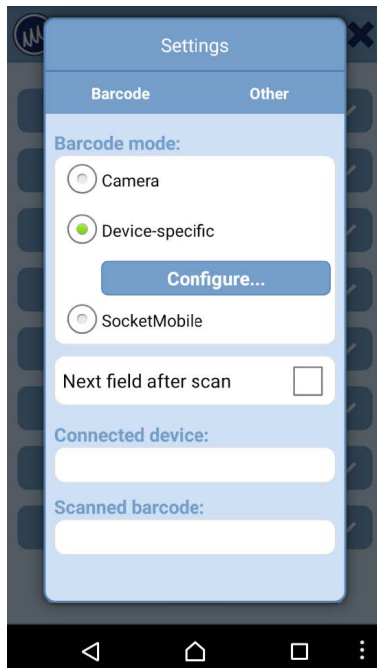 Settings
Barcode Other
Barcode mode:
Camera
Device-specific
Configure...
SocketMobile
Next field after scan
Connected device:
Scanned barcode: